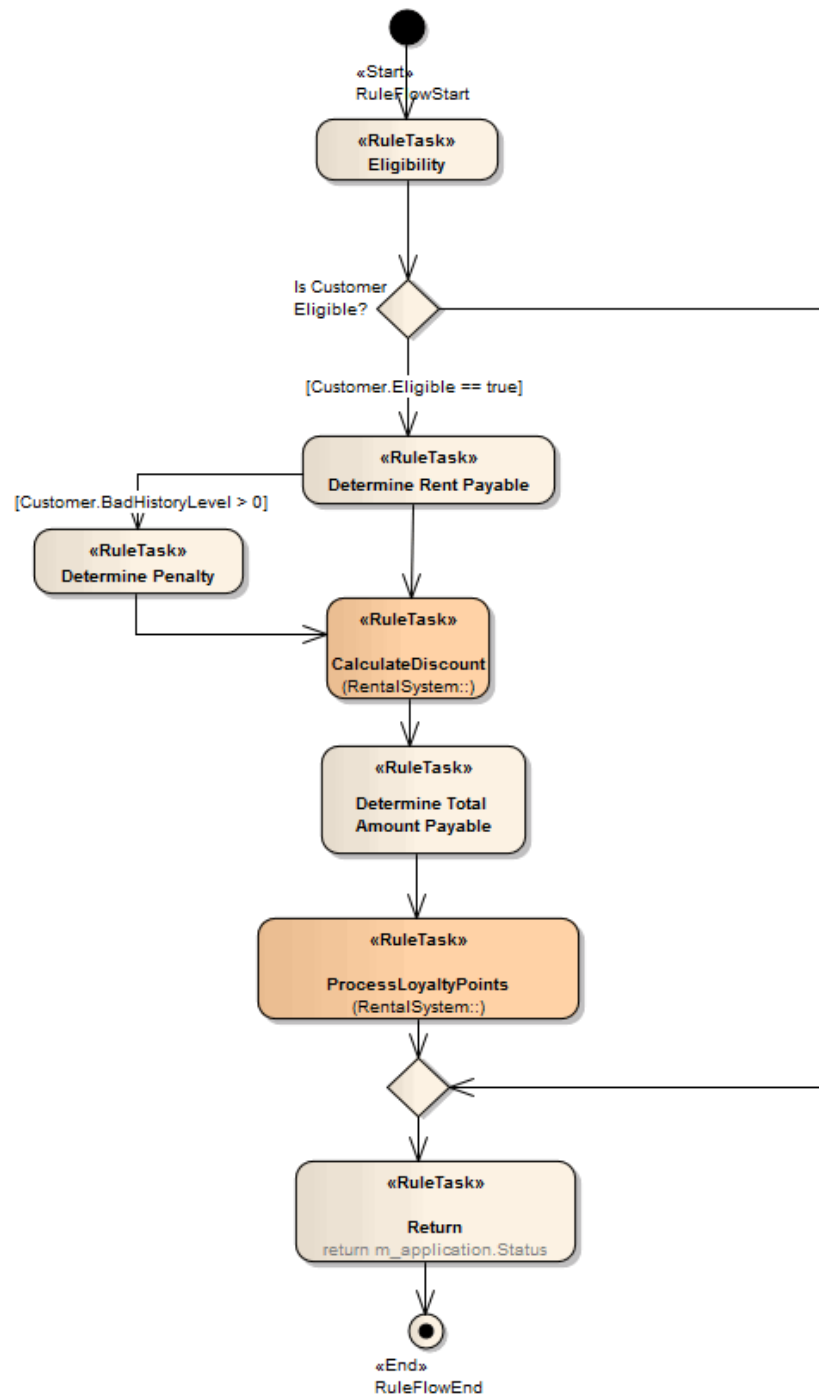 «Start»
RuleFlowStart
«RuleTask»
Eligibility
Is Customer
Eligible?
[Customer.Eligible == true]
«RuleTask»
Determine Rent Payable
[Customer.BadHistoryLevel > 0]
«RuleTask»
Determine Penalty
«RuleTask»
CalculateDiscount
(RentalSystem::)
«RuleTask»
Determine Total
Amount Payable
«RuleTask»
ProcessLoyaltyPoints
(RentalSystem::)
«RuleTask»
Return
return m_application.Status
«End»
RuleFlowEnd